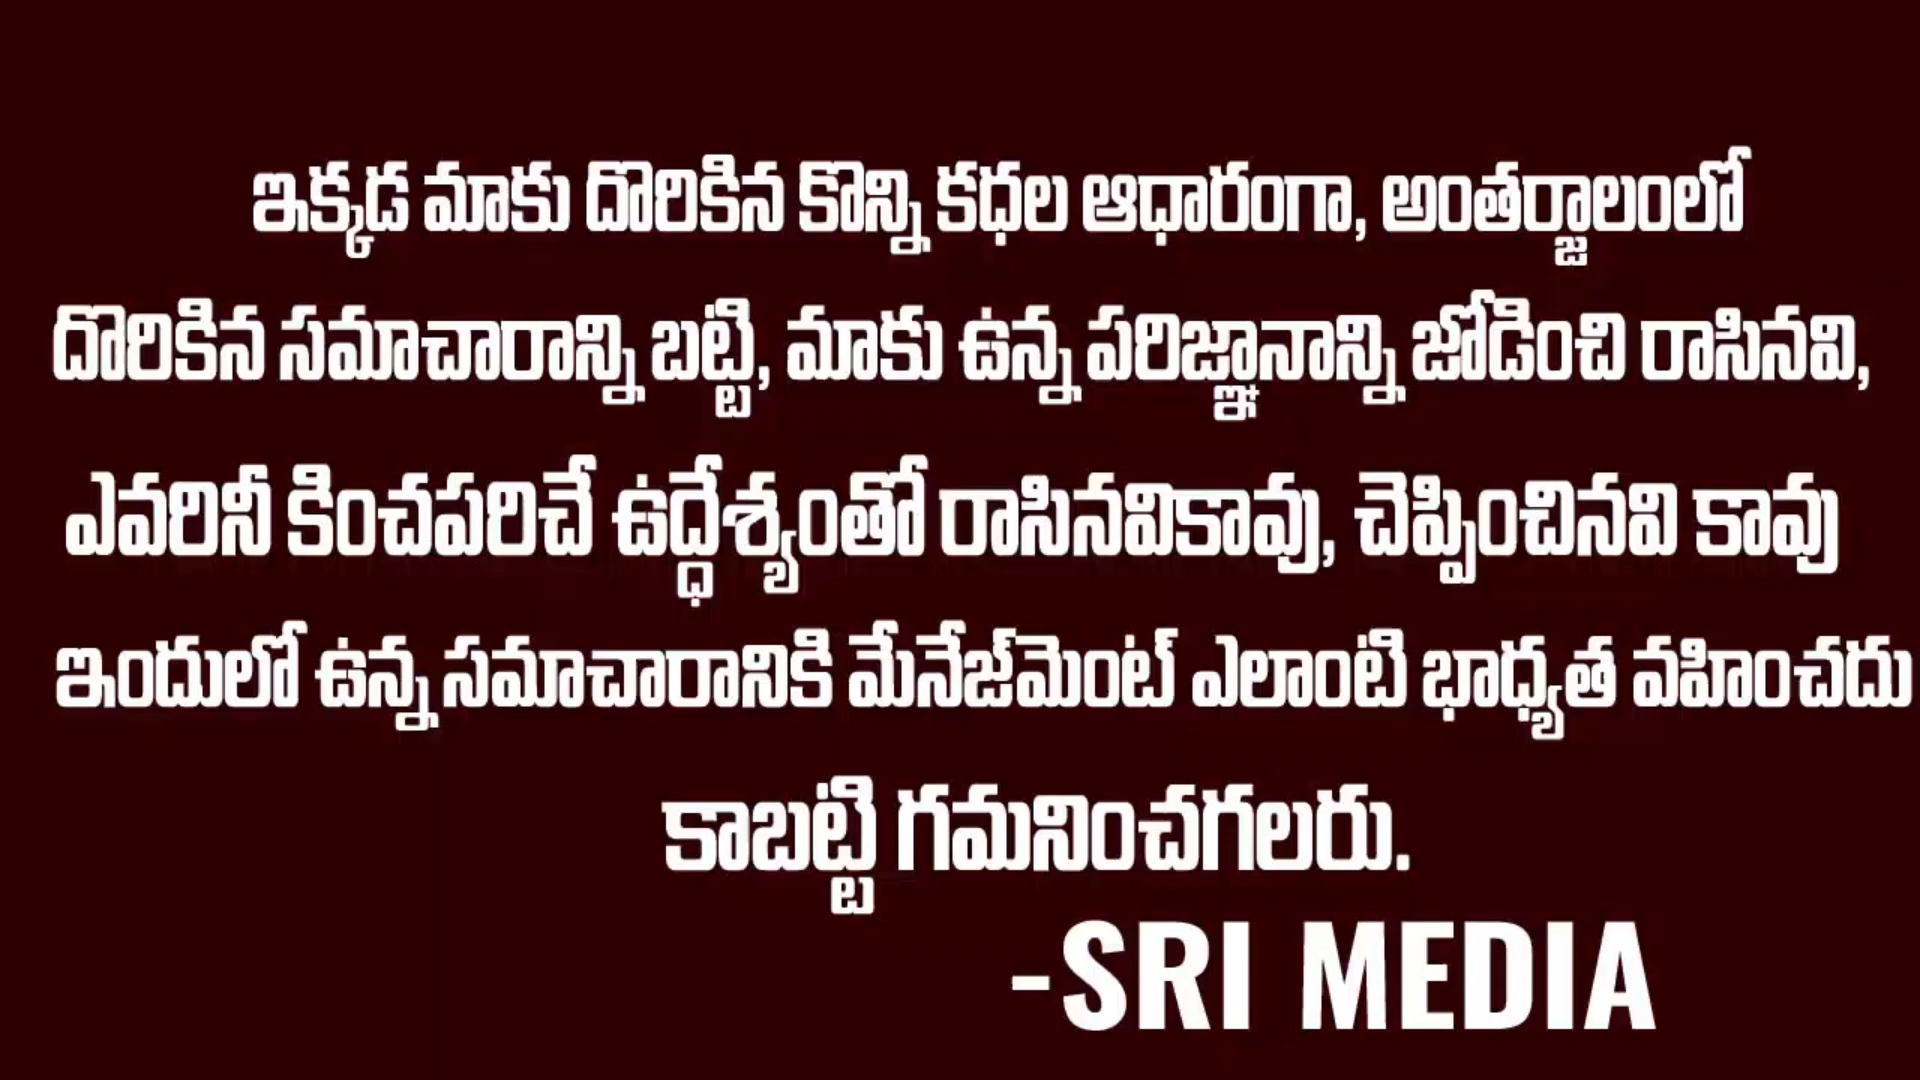 ఇక్కడ మాకు దొరికిన కొన్ని కధల ఆధారంగా, అంతర్జాలంలో
దొరికిన సమాచారాన్ని బట్టి, మాకు ఉన్న పరిజ్ఞానాన్ని జోడించి రాసినవి,
ఎవరినీ కించపరిచే ఉద్ధేశ్యంతో రాసినవికావు, చెప్పించినవి కావు
ఇందులో ఉన్న సమాచారానికి మేనేజ్‌మెంట్ ఎలాంటి భాధ్యత వహించదు
కాబట్టి గమనించగలరు.
-SRI MEDIA